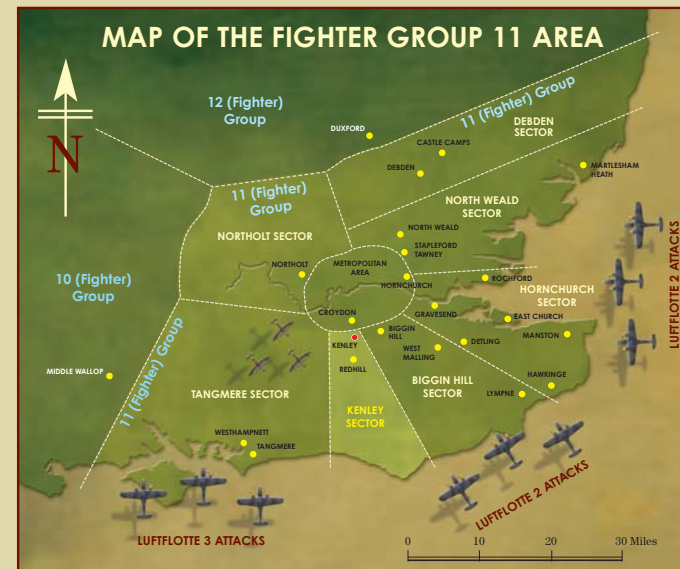 MAP OF THE FIGHTER GROUP 11 AREA
12 (Fighter)
Group
11 (Fighter) Group
DEBDEN
SECTOR
DUXFORD
CASTLE CAMPS
DEBDEN
MARTLESHAM
HEATH
N
11 (Fighter)
Group
NORTH WEALD
SECTOR
NORTHOLT SECTOR
NORTH WEALD
STAPLEFORD
TAWNEY
NORTHOLT
METROPOLITAN
AREA
10 (Fighter)
Group
HORNCHURCH
ROCHFORD
HORNCHURCH
SECTOR
LUFTFLOTTE 2 ATTACKS
CROYDON
GRAVESEND
EAST CHURCH
BIGGIN
HILL
MANSTON
KENLEY
WEST
MALLING
DETLING
REDHILL
MIDDLE WALLOP
11 (Fighter) Group
TANGMERE SECTOR
BIGGIN HILL
SECTOR
HAWKINGE
LYMPNE
KENLEY
SECTOR
WESTHAMPNETT
TANGMERE
LUFTFLOTTE 2 ATTACKS
LUFTFLOTTE 3 ATTACKS
0 10 20 30 Miles